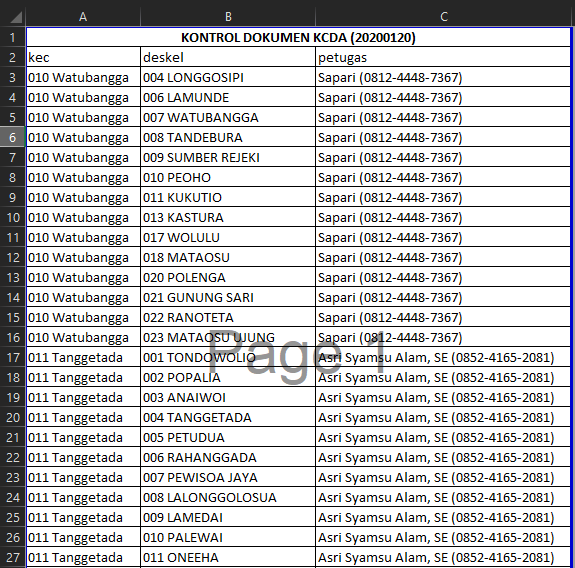 A B C
1 KONTROL DOKUMEN KCDA (20200120)
2 kec deskel petugas
3 010 Watubangga 004 LONGGOSIPI Sapari (0812-4448-7367)
4 010 Watubangga 006 LAMUNDE Sapari (0812-4448-7367)
5 010 Watubangga 007 WATUBANGGA Sapari (0812-4448-7367)
6 010 Watubangga 008 TANDEBURA Sapari (0812-4448-7367)
7 010 Watubangga 009 SUMBER REJEKI Sapari (0812-4448-7367)
8 010 Watubangga 010 PEOHO Sapari (0812-4448-7367)
9 010 Watubangga 011 KUKUTIO Sapari (0812-4448-7367)
10 010 Watubangga 013 KASTURA Sapari (0812-4448-7367)
11 010 Watubangga 017 WOLULU Sapari (0812-4448-7367)
12 010 Watubangga 018 MATAOSU Sapari (0812-4448-7367)
13 010 Watubangga 020 POLENGA Sapari (0812-4448-7367)
14 010 Watubangga 021 GUNUNG SARI Sapari (0812-4448-7367)
15 010 Watubangga 022 RANOTETA Sapari (0812-4448-7367)
16 010 Watubangga 023 MATAOSU UJUNG Sapari (0812-4448-7367)
Page 1
17 011 Tanggetada 001 TONDOWOLIO Asri Syamsu Alam, SE (0852-4165-2081)
18 011 Tanggetada 002 POPALIA Asri Syamsu Alam, SE (0852-4165-2081)
19 011 Tanggetada 003 ANAIWOI Asri Syamsu Alam, SE (0852-4165-2081)
20 011 Tanggetada 004 TANGGETADA Asri Syamsu Alam, SE (0852-4165-2081)
21 011 Tanggetada 005 PETUDUA Asri Syamsu Alam, SE (0852-4165-2081)
22 011 Tanggetada 006 RAHANGGADA Asri Syamsu Alam, SE (0852-4165-2081)
23 011 Tanggetada 007 PEWISOA JAYA Asri Syamsu Alam, SE (0852-4165-2081)
24 011 Tanggetada 008 LALONGGOLOSUA Asri Syamsu Alam, SE (0852-4165-2081)
25 011 Tanggetada 009 LAMEDAI Asri Syamsu Alam, SE (0852-4165-2081)
26 011 Tanggetada 010 PALEWAI Asri Syamsu Alam, SE (0852-4165-2081)
27 011 Tanggetada 011 ONEEHA Asri Syamsu Alam, SE (0852-4165-2081)